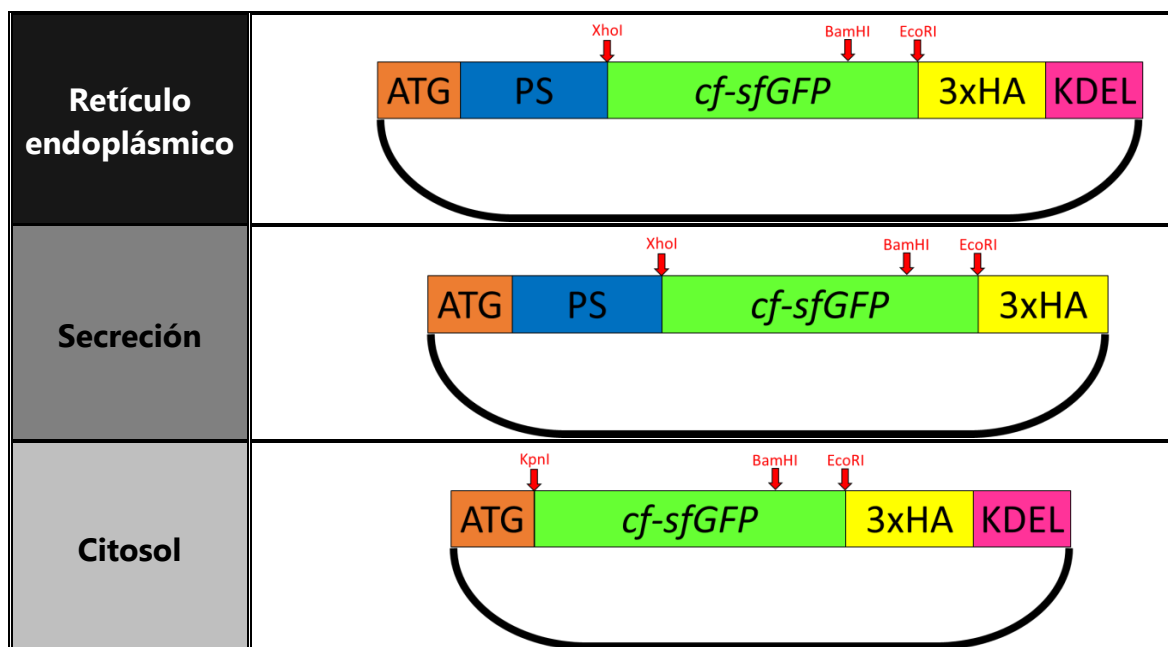 Retículo
endoplásmico
XhoI BamHI EcoRI
ATG PS cf-sfGFP 3xHA KDEL
Secreción
XhoI BamHI EcoRI
ATG PS cf-sfGFP 3xHA
Citosol
KpnI BamHI EcoRI
ATG cf-sfGFP 3xHA KDEL